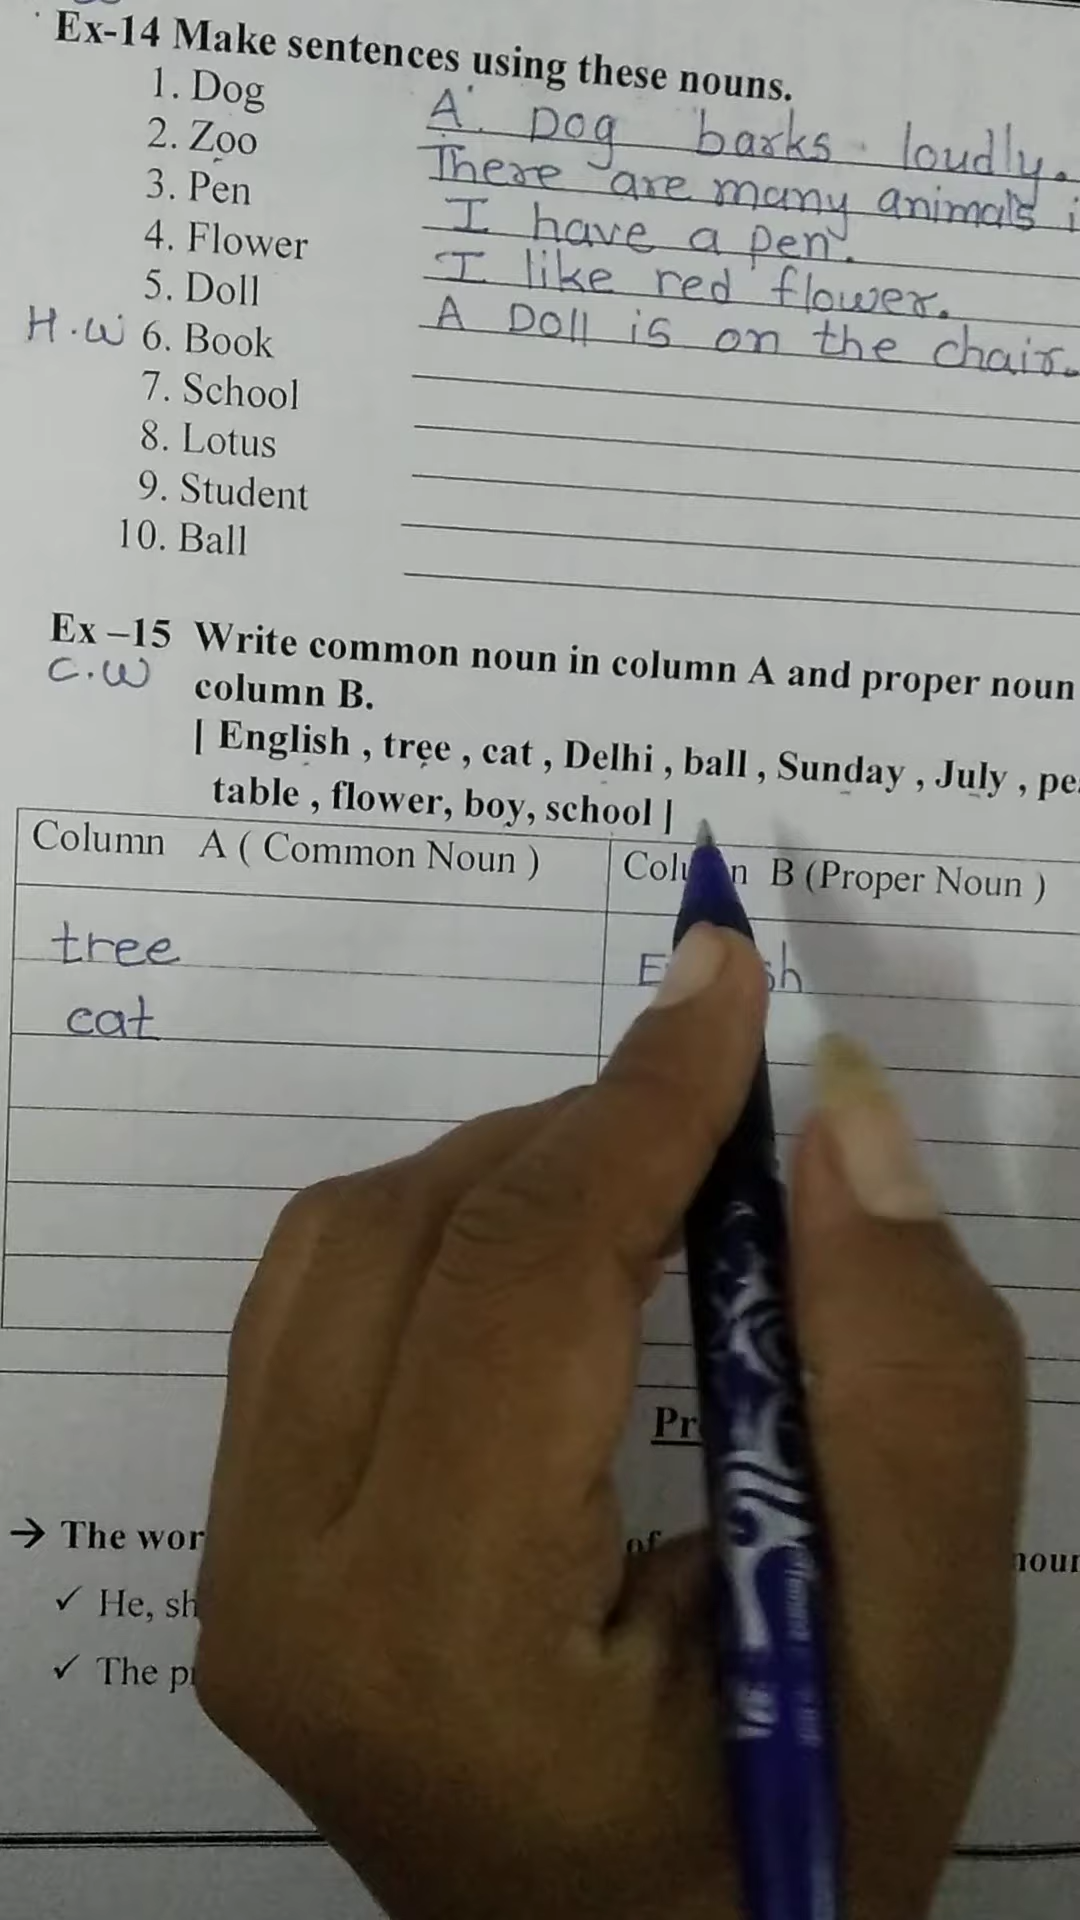 Ex-14 Make sentences using these nouns.
1. Dog A Dog barks loudly.
2. Zoo There are many animals
3. Pen I have a pen.
4. Flower I like red flower.
5. Doll A Doll is on the chair.
H.W 6. Book
7. School
8. Lotus
9. Student
10. Ball
Ex –15 Write common noun in column A and proper noun
C.W column B.
| English , tree , cat , Delhi , ball , Sunday , July ,
table , flower, boy, school |
Column A ( Common Noun ) B (Proper Noun )
tree
cat
→ The
✓ He,
✓ The